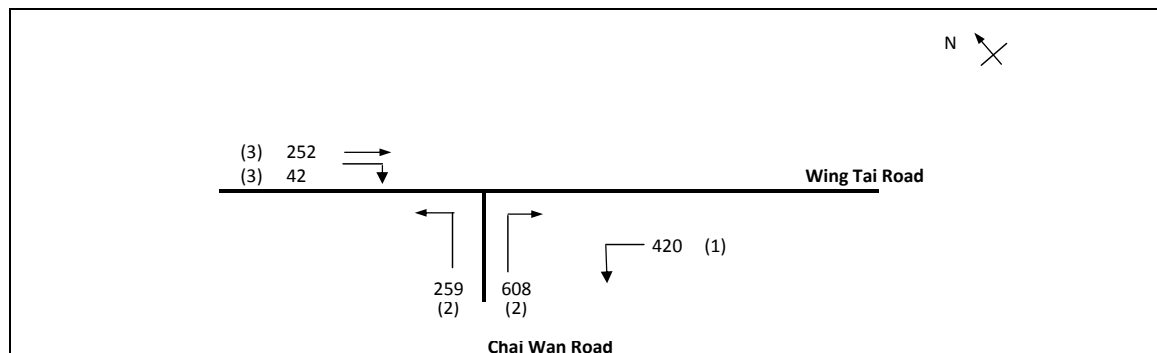 N
(3) 252
(3) 42
Wing Tai Road
420 (1)
259 608
(2) (2)
Chai Wan Road